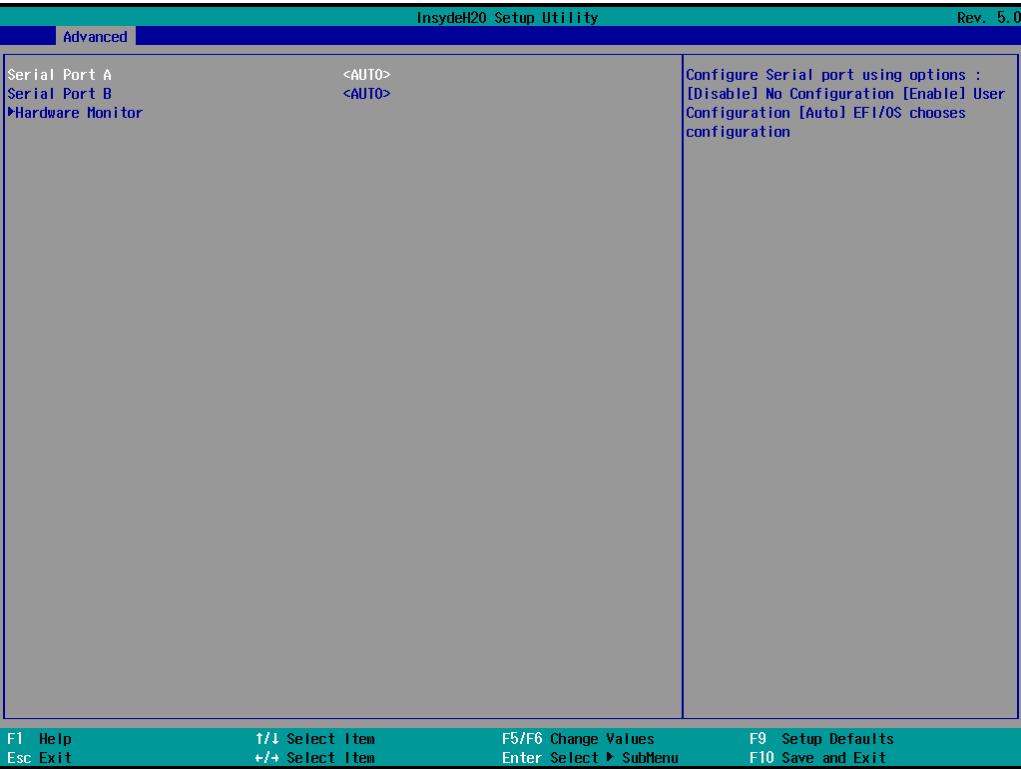 InsydeH20 Setup Utility Rev. 5.0
Advanced
Serial Port A <AUTO>
Serial Port B <AUTO>
▶Hardware Monitor
Configure Serial port using options :
[Disable] No Configuration [Enable] User
Configuration [Auto] EFI/OS chooses
configuration
F1 Help ↑/↓ Select Item F5/F6 Change Values F9 Setup Defaults
Esc Exit ←/→ Select Item Enter Select ▶ SubMenu F10 Save and Exit